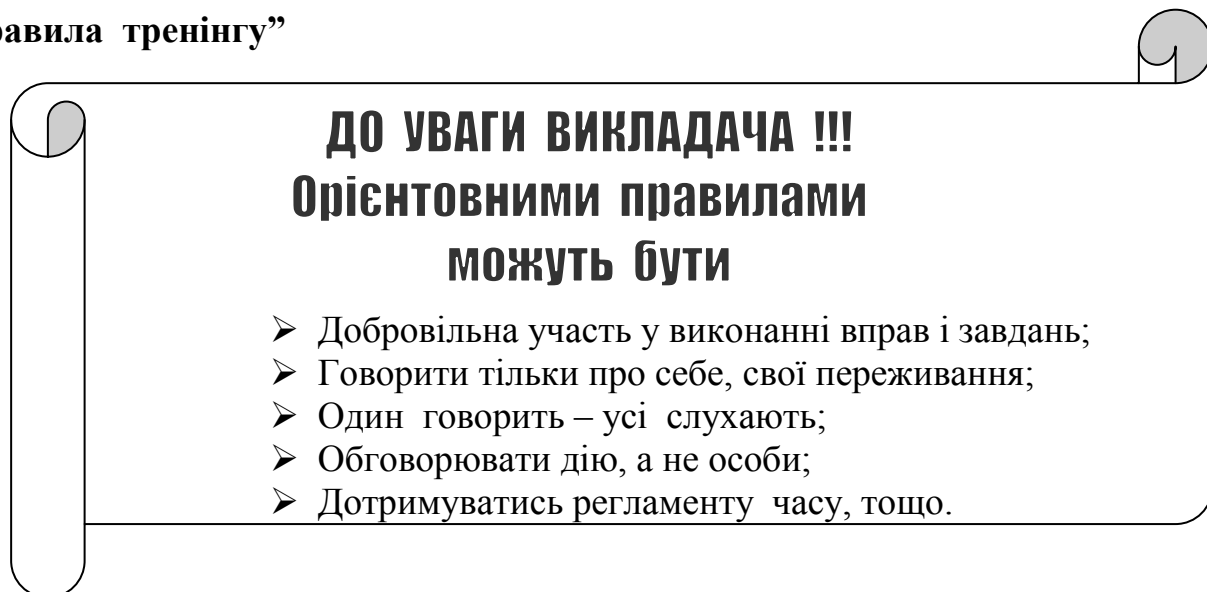 равила тренінгу”
ДО УВАГИ ВИКЛАДАЧА !!!
Орієнтовними правилами
можуть бути
➢ Добровільна участь у виконанні вправ і завдань;
➢ Говорити тільки про себе, свої переживання;
➢ Один говорить – усі слухають;
➢ Обговорювати дію, а не особи;
➢ Дотримуватись регламенту часу, тощо.